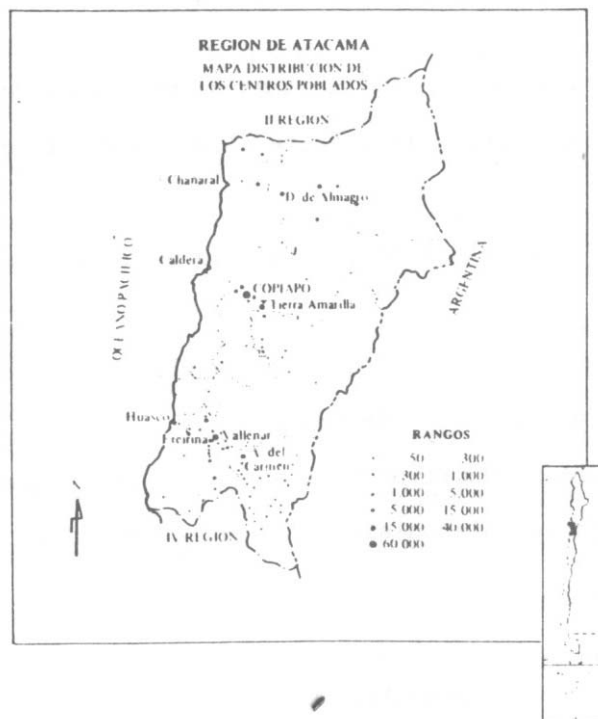 REGION DE ATACAMA
MAPA DISTRIBUCION DE
LOS CENTROS POBLADOS
II REGION
Chanaral
D. de Almagro
Caldera
COPIAPO
Tierra Amarilla
OCEANO PACIFICO
ARGENTINA
Huasco
Freirina
Vallenar
A. del
Carmen
IV REGION
RANGOS
50 300
300 1 000
1 000 5 000
5 000 15 000
15 000 40 000
60 000